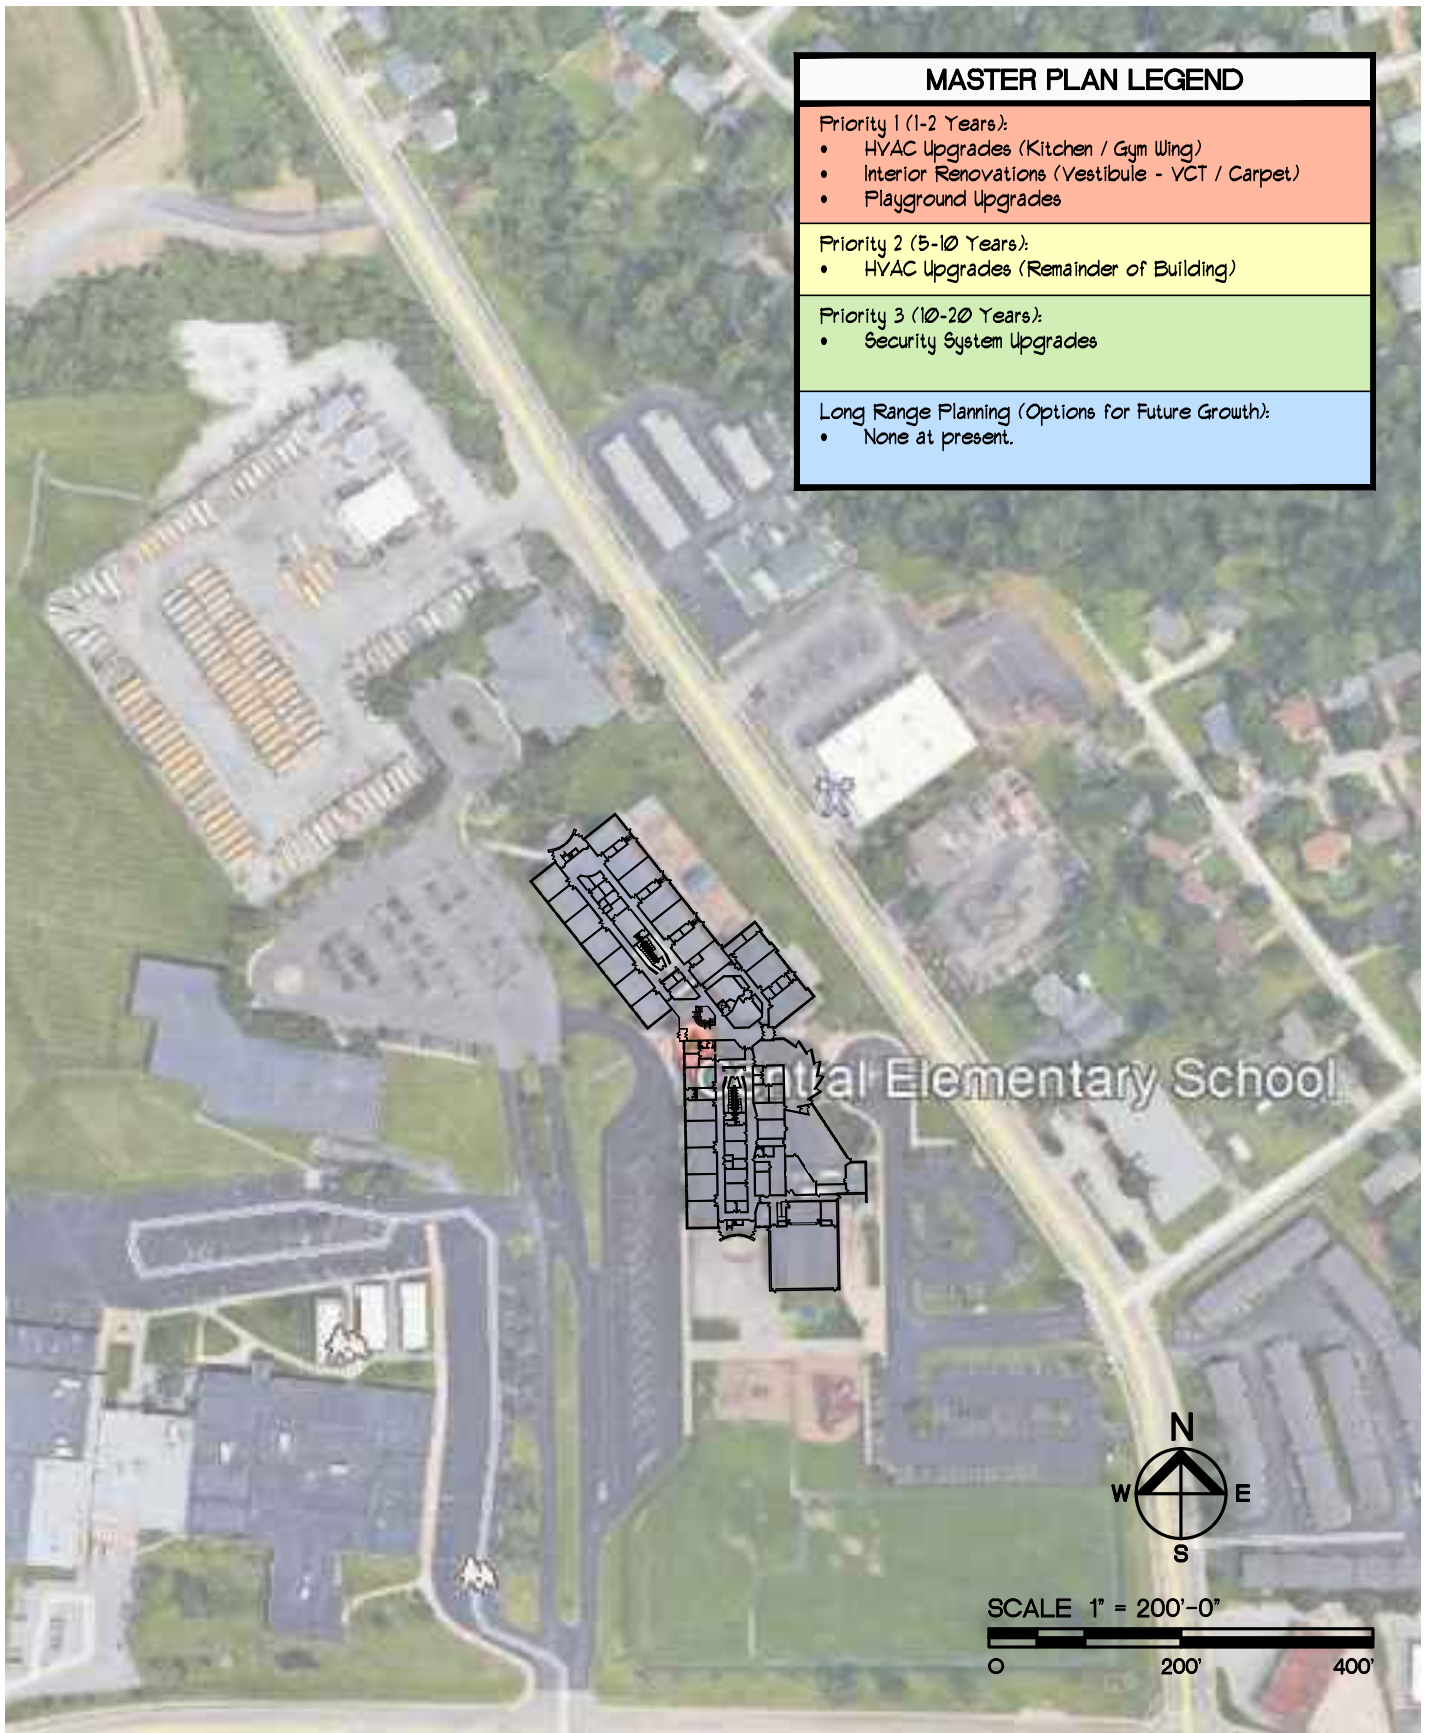 MASTER PLAN LEGEND
Priority 1 (1-2 Years):
• HVAC Upgrades (Kitchen / Gym Wing)
• Interior Renovations (Vestibule - VCT / Carpet)
• Playground Upgrades
Priority 2 (5-10 Years):
• HVAC Upgrades (Remainder of Building)
Priority 3 (10-20 Years):
• Security System Upgrades
Long Range Planning (Options for Future Growth):
• None at present.
Elementary School
N
W E
S
SCALE 1" = 200'-0"
0 200' 400'